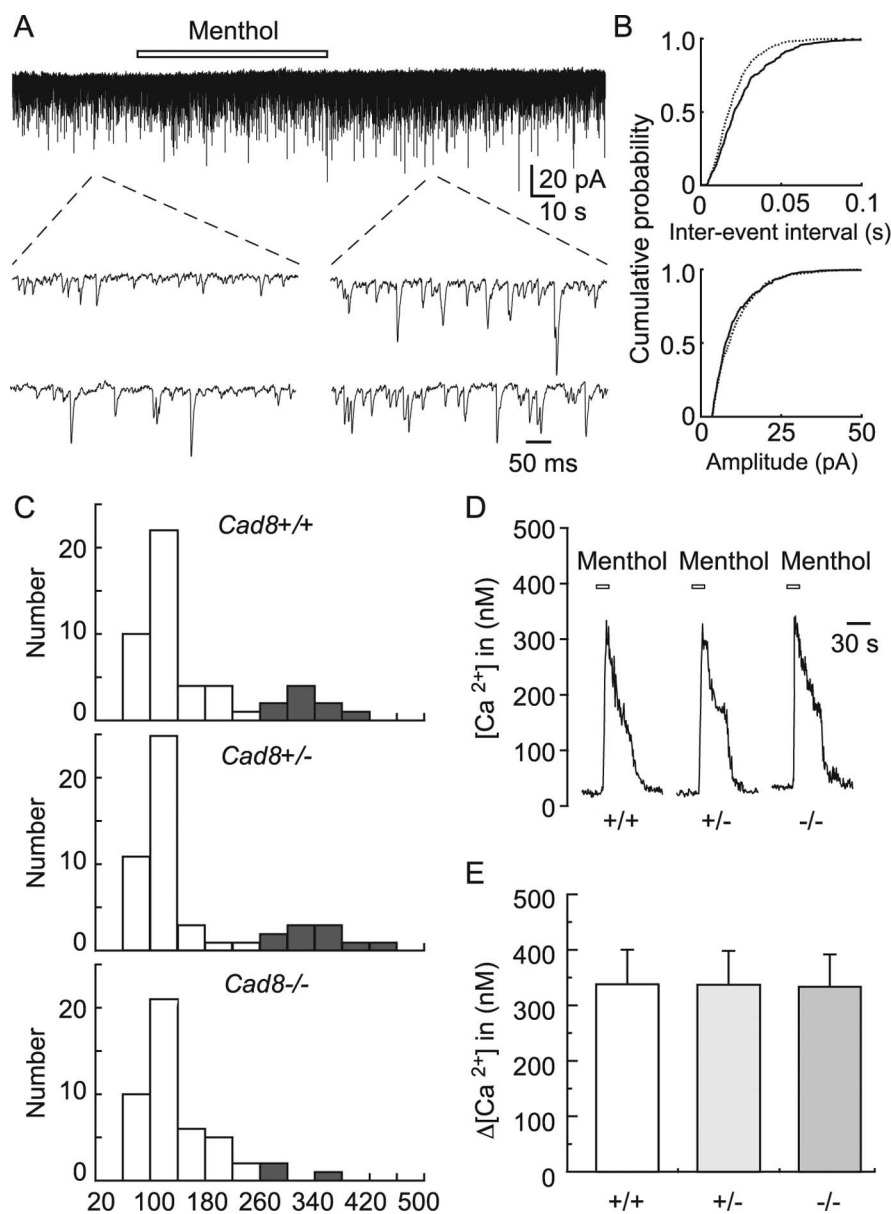 A
Menthol
20 pA
10 s
50 ms
B
Cumulative probability
1.0
0.5
0
0
0.05
0.1
Inter-event interval (s)
1.0
0.5
0
0
25
50
Amplitude (pA)
C
Cad8+/+
Number
20
10
0
Cad8+/-
Number
20
10
0
Cad8-/-
Number
20
10
0
20 100 180 260 340 420 500
D
[Ca 2+] in (nM)
500
400
300
200
100
0
Menthol Menthol Menthol
30 s
+/+ +/- -/-
E
Δ[Ca 2+] in (nM)
500
400
300
200
100
0
+/+ +/- -/-